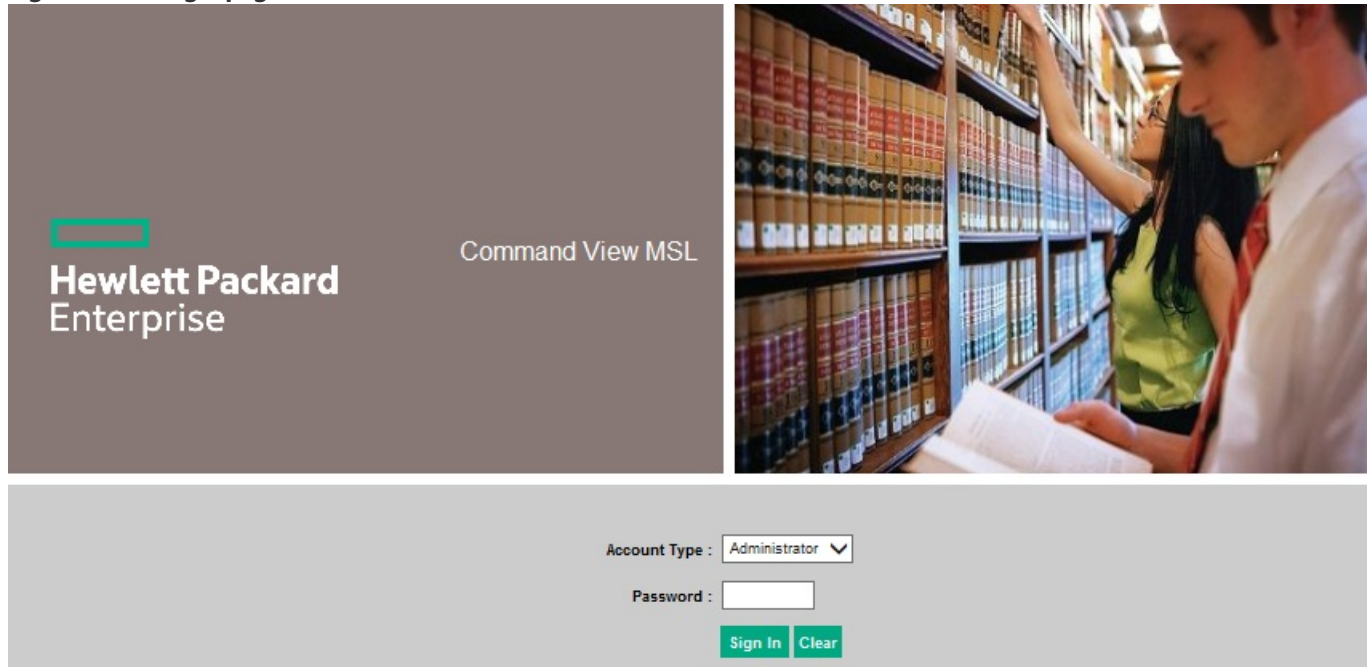 Hewlett Packard
Enterprise
Command View MSL
Account Type :
Administrator
Password :
Sign In
Clear